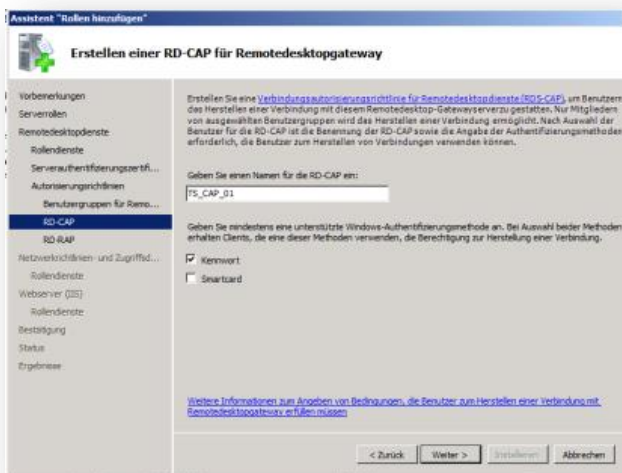 Assistent "Rollen hinzufügen"
Erstellen einer RD-CAP für Remotedesktopgateway
Vorbemerkungen
Serverrollen
Remotedesktopdienste
Rollendienste
Serverauthentifizierungszertifi...
Autorisierungsrichtlinien
Benutzergruppen für Remo...
RD-CAP
RD-RAP
Netzwerkrichtlinien- und Zugriffsd...
Rollendienste
Webserver (IIS)
Rollendienste
Bestätigung
Status
Ergebnisse
Erstellen Sie eine Verbindungsautorisierungsrichtlinie für Remotedesktopdienste (RDS-CAP), um Benutzern
das Herstellen einer Verbindung mit diesem Remotedesktop-Gatewayserver zu gestatten. Nur Mitgliedern
von ausgewählten Benutzergruppen wird das Herstellen einer Verbindung ermöglicht. Nach Auswahl der
Benutzer für die RD-CAP ist die Benennung der RD-CAP sowie die Angabe der Authentifizierungsmethoden
erforderlich, die Benutzer zum Herstellen von Verbindungen verwenden können.
Geben Sie einen Namen für die RD-CAP ein:
TS_CAP_01
Geben Sie mindestens eine unterstützte Windows-Authentifizierungsmethode an. Bei Auswahl beider Methoden
erhalten Clients, die eine dieser Methoden verwenden, die Berechtigung zur Herstellung einer Verbindung.
Kennwort
Smartcard
Weitere Informationen zum Angeben von Bedingungen, die Benutzer zum Herstellen einer Verbindung mit
Remotedesktopgateway erfüllen müssen
< Zurück Weiter > Installieren Abbrechen